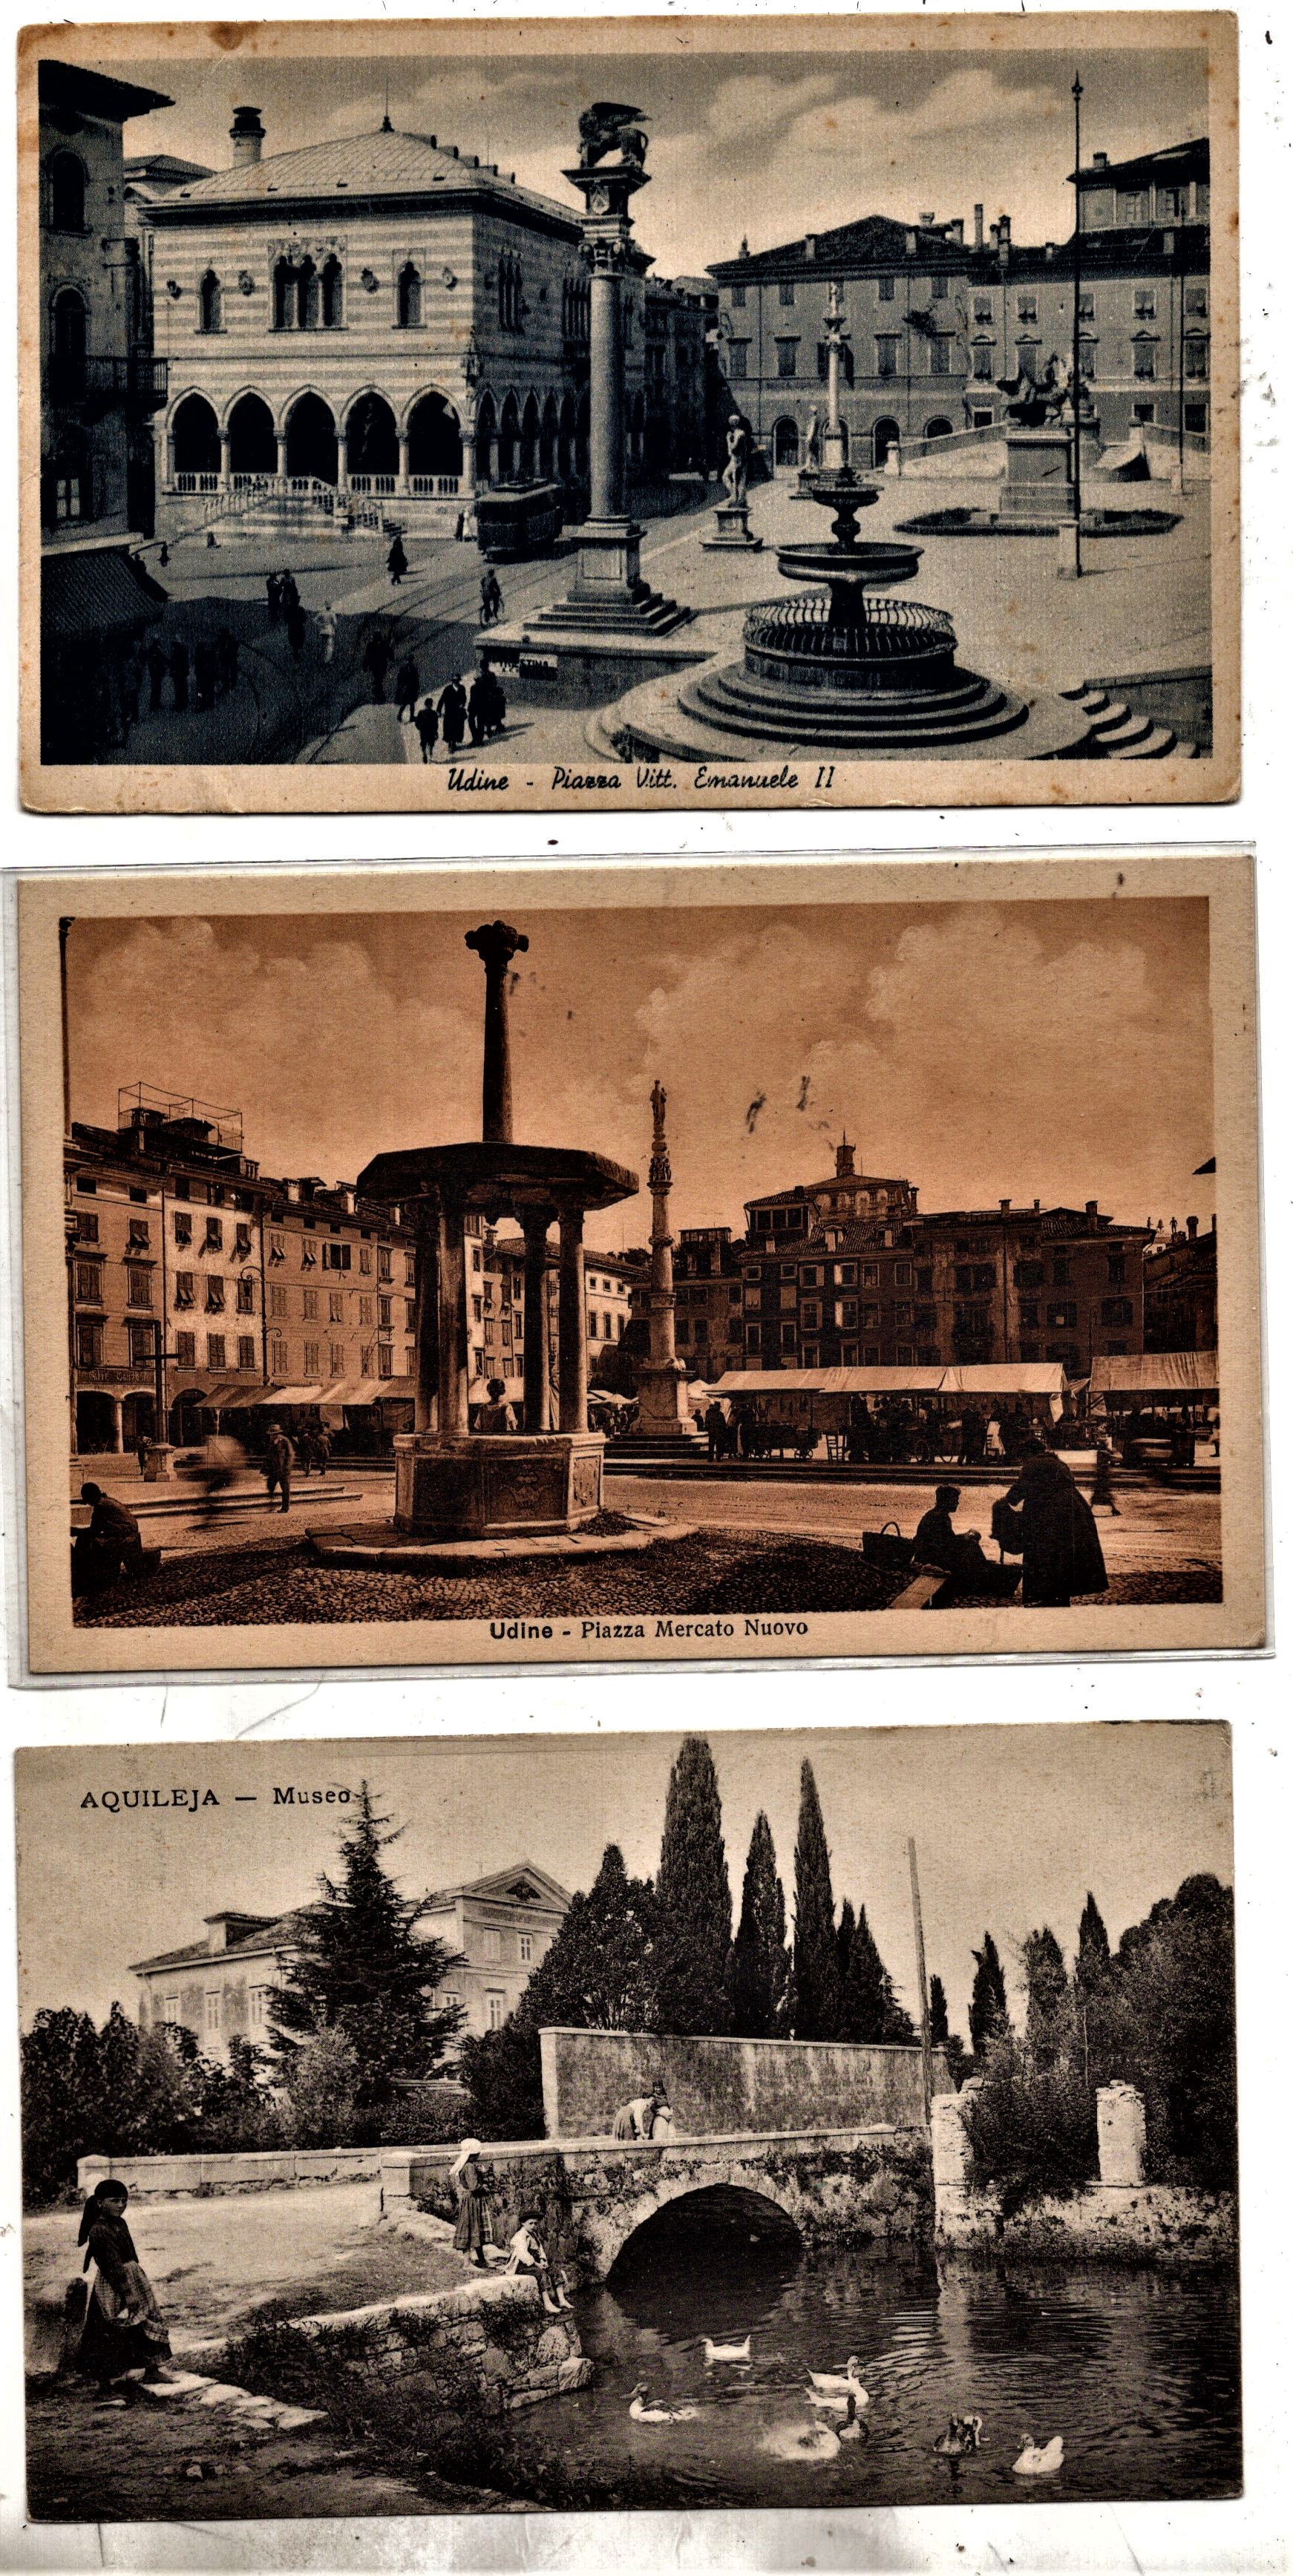 Udine - Piazza Vitt. Emanuele II
Udine - Piazza Mercato Nuovo
AQUILEJA — Museo